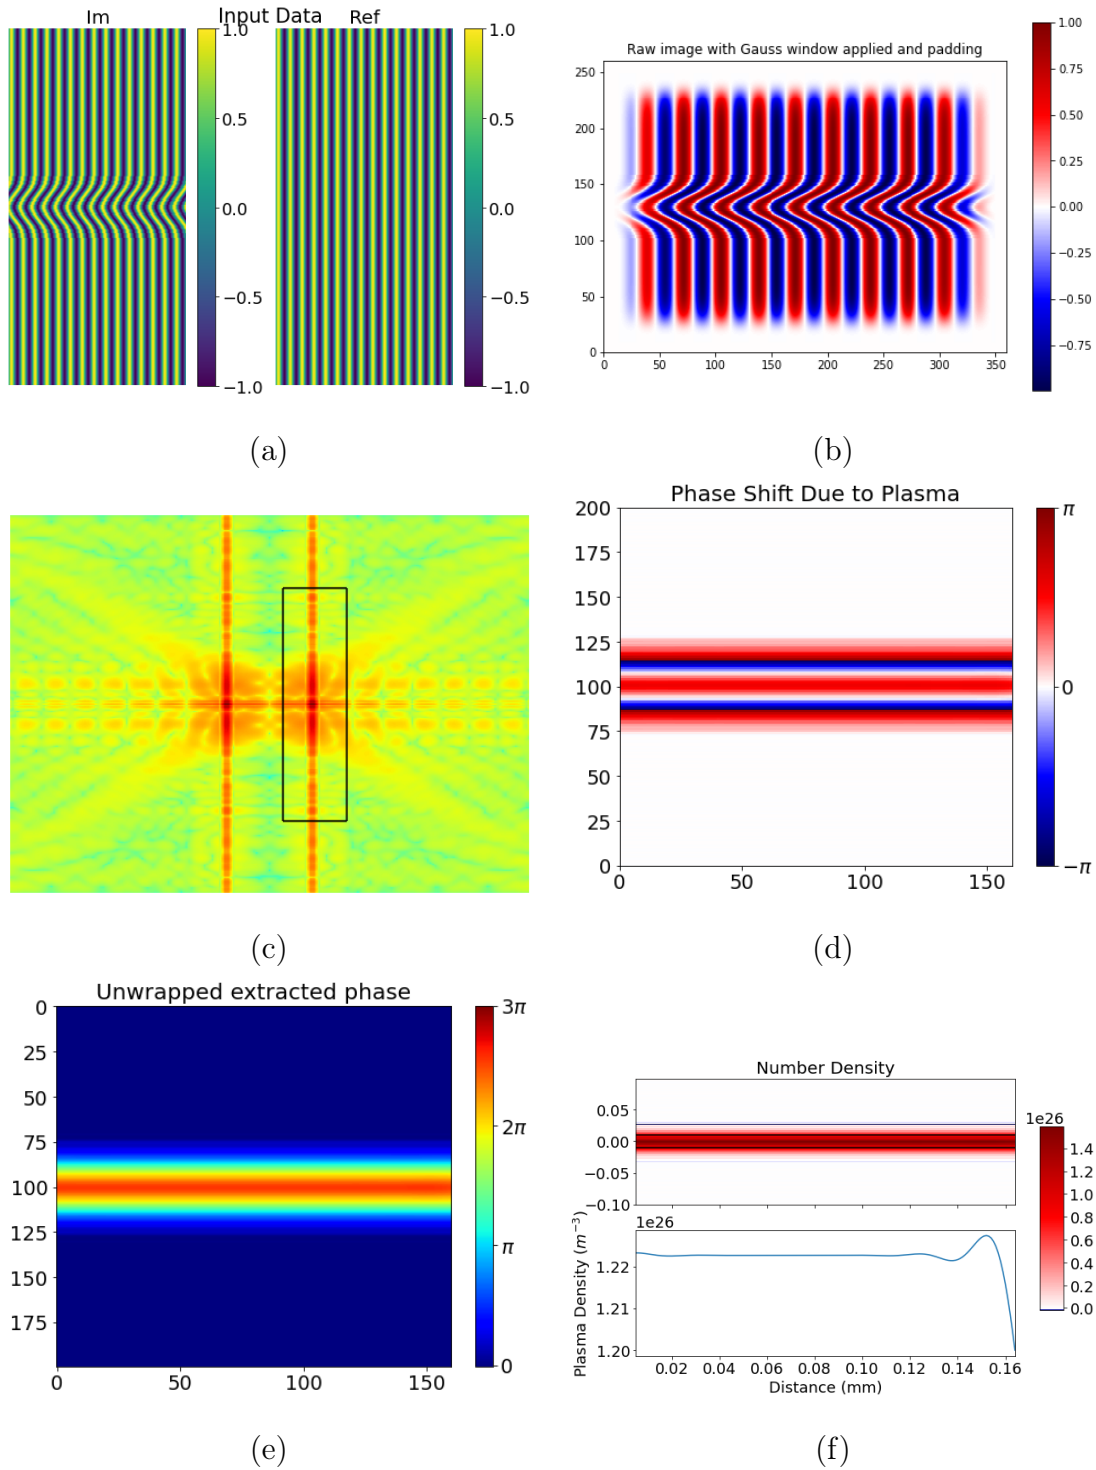 Input Data
Im
Ref
1.0
0.5
0.0
−0.5
−1.0
1.0
0.5
0.0
−0.5
−1.0
(a)
Raw image with Gauss window applied and padding
250
200
150
100
50
0
0 50 100 150 200 250 300 350
1.00
0.75
0.50
0.25
0.00
−0.25
−0.50
−0.75
(b)
(c)
Phase Shift Due to Plasma
200
175
150
125
100
75
50
25
0
0 50 100 150
π
0
−π
(d)
Unwrapped extracted phase
0
25
50
75
100
125
150
175
0 50 100 150
3π
2π
π
0
(e)
Number Density
0.05
0.00
−0.05
−0.10
1e26
1.4
1.2
1.0
0.8
0.6
0.4
0.2
0.0
1e26
Plasma Density (m⁻³)
1.22
1.21
1.20
0.02 0.04 0.06 0.08 0.10 0.12 0.14 0.16
Distance (mm)
(f)